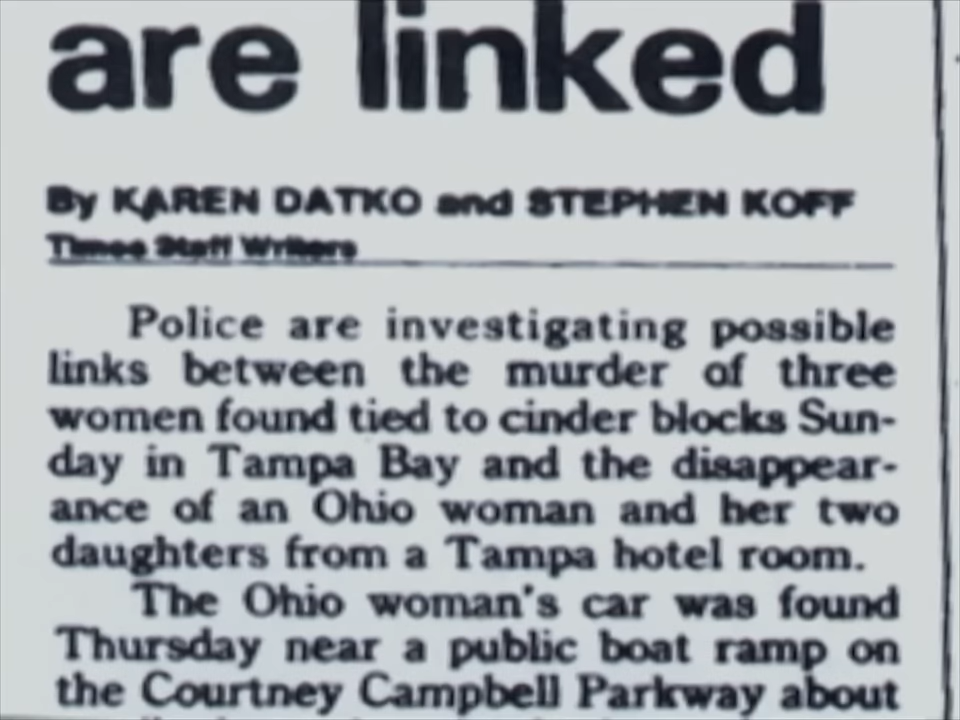 are linked
By KAREN DATKO and STEPHEN KOFF
Times Staff Writers
Police are investigating possible
links between the murder of three
women found tied to cinder blocks Sun-
day in Tampa Bay and the disappear-
ance of an Ohio woman and her two
daughters from a Tampa hotel room.
The Ohio woman's car was found
Thursday near a public boat ramp on
the Courtney Campbell Parkway about